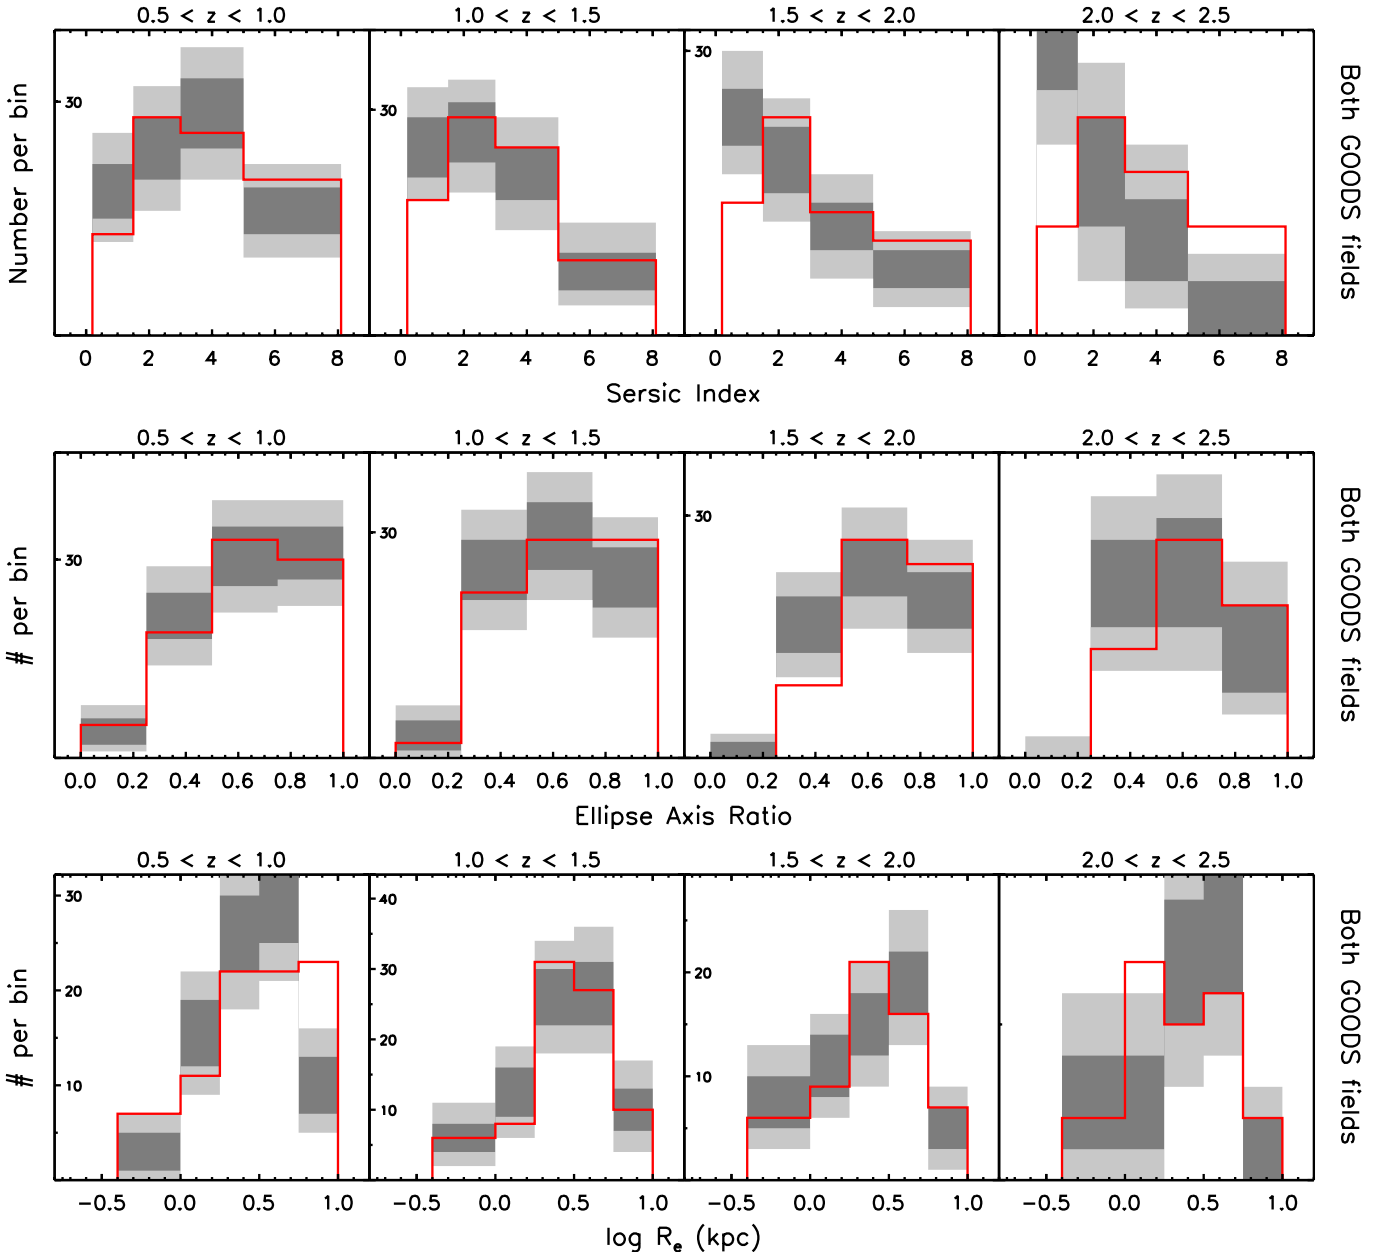 0.5 < z < 1.0 1.0 < z < 1.5 1.5 < z < 2.0 2.0 < z < 2.5
Number per bin
30 30 30
Both GOODS fields
0 2 4 6 8 0 2 4 6 8 0 2 4 6 8 0 2 4 6 8
Sersic Index
0.5 < z < 1.0 1.0 < z < 1.5 1.5 < z < 2.0 2.0 < z < 2.5
# per bin
30 30 30
Both GOODS fields
0.0 0.2 0.4 0.6 0.8 1.0 0.0 0.2 0.4 0.6 0.8 1.0 0.0 0.2 0.4 0.6 0.8 1.0 0.0 0.2 0.4 0.6 0.8 1.0
Ellipse Axis Ratio
0.5 < z < 1.0 1.0 < z < 1.5 1.5 < z < 2.0 2.0 < z < 2.5
# per bin
30 20 10
40 30 20 10
20 10
Both GOODS fields
-0.5 0.0 0.5 1.0 -0.5 0.0 0.5 1.0 -0.5 0.0 0.5 1.0 -0.5 0.0 0.5 1.0
log Re (kpc)